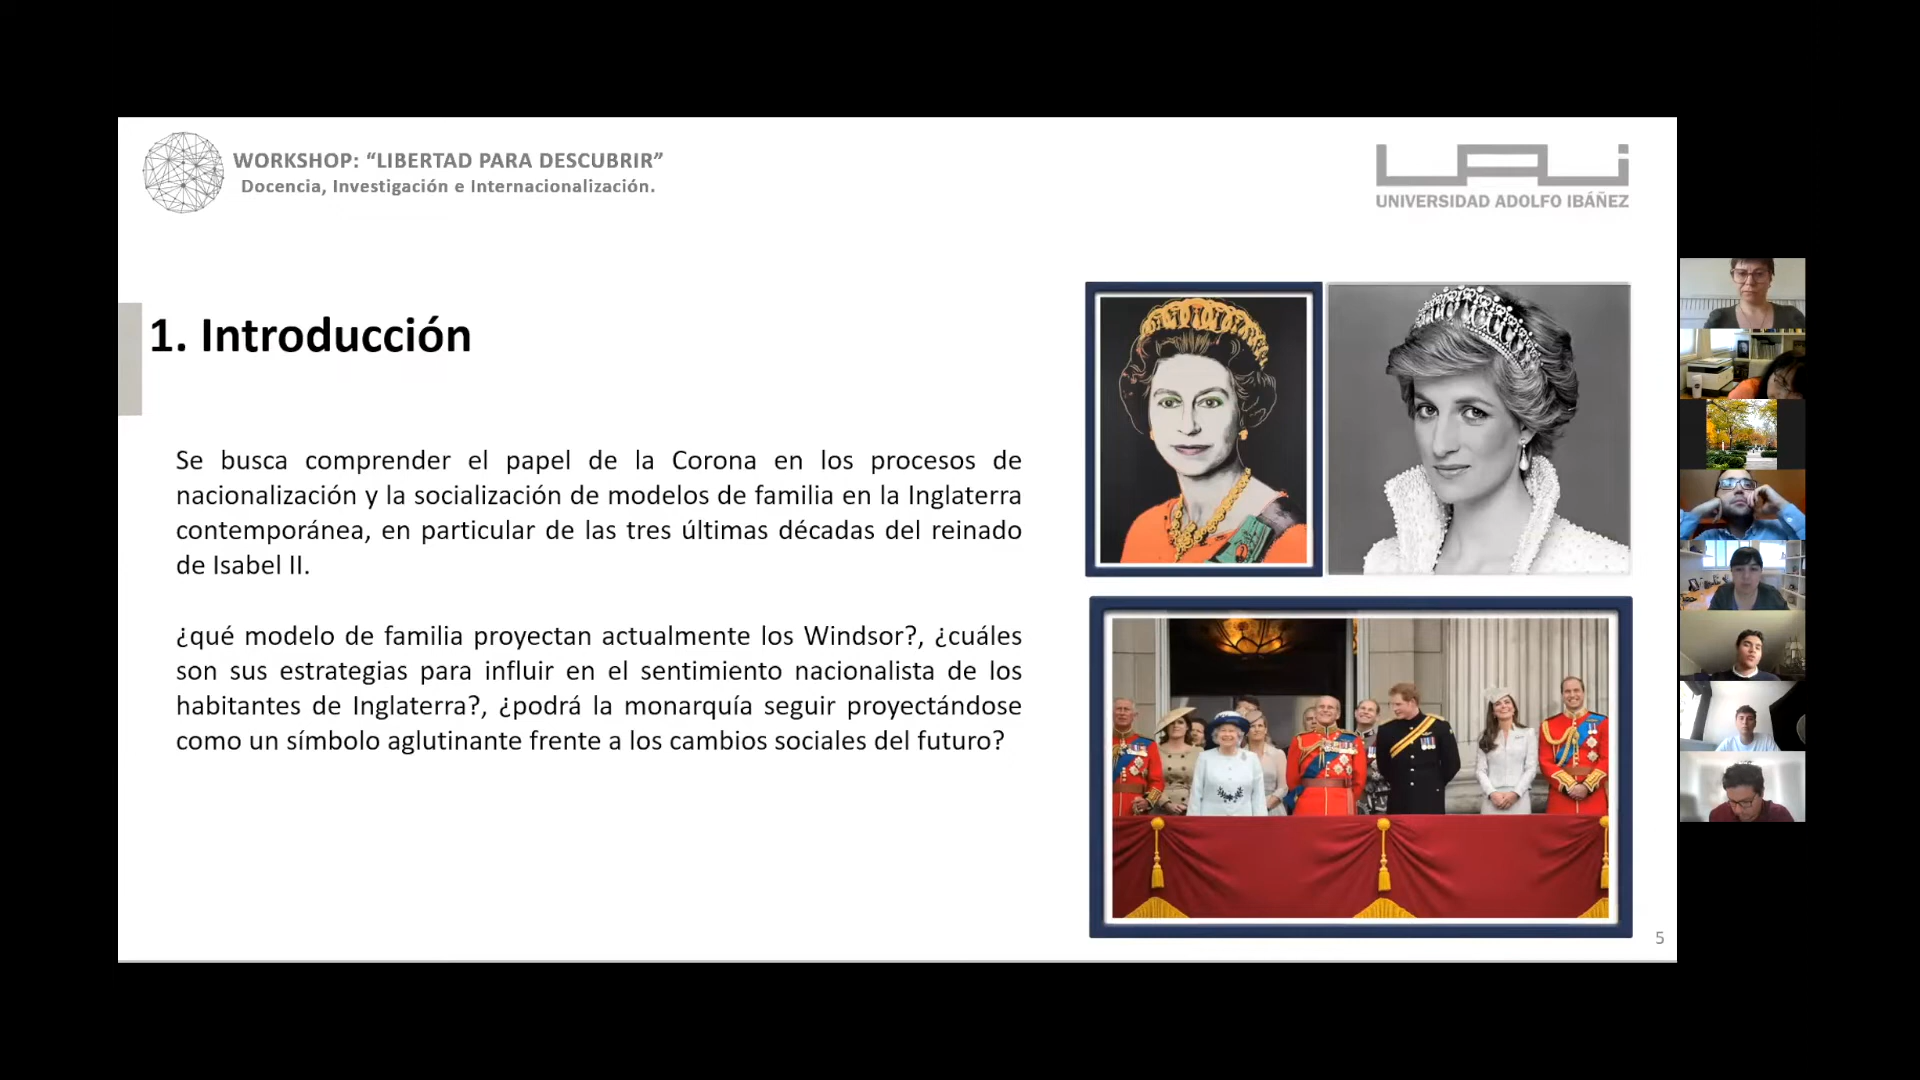 WORKSHOP: “LIBERTAD PARA DESCUBRIR”
Docencia, Investigación e Internacionalización.
UNIVERSIDAD ADOLFO IBÁÑEZ
1. Introducción
Se busca comprender el papel de la Corona en los procesos de
nacionalización y la socialización de modelos de familia en la Inglaterra
contemporánea, en particular de las tres últimas décadas del reinado
de Isabel II.
¿qué modelo de familia proyectan actualmente los Windsor?, ¿cuáles
son sus estrategias para influir en el sentimiento nacionalista de los
habitantes de Inglaterra?, ¿podrá la monarquía seguir proyectándose
como un símbolo aglutinante frente a los cambios sociales del futuro?
5